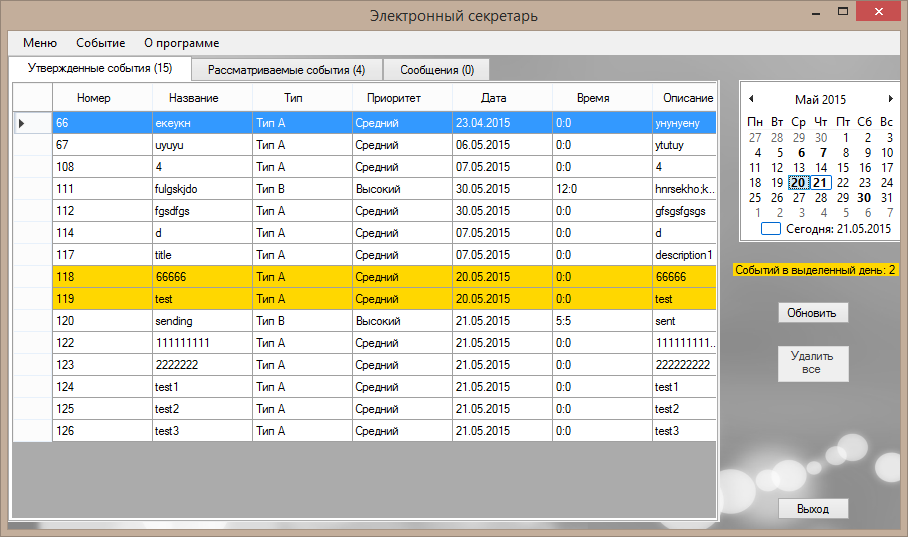 Электронный секретарь
Меню Событие О программе
Утвержденные события (15) Рассматриваемые события (4) Сообщения (0)
Номер Название Тип Приоритет Дата Время Описание
66 екеукн Тип А Средний 23.04.2015 0:0 унунуену
67 uyuyu Тип А Средний 06.05.2015 0:0 ytutuy
108 4 Тип А Средний 07.05.2015 0:0 4
111 fulgskjdo Тип В Высокий 30.05.2015 12:0 hnrsekho;k...
112 fgsdfgs Тип А Средний 30.05.2015 0:0 gfsgsfgsgs
114 d Тип А Средний 07.05.2015 0:0 d
117 title Тип А Средний 07.05.2015 0:0 description1
118 66666 Тип А Средний 20.05.2015 0:0 66666
119 test Тип А Средний 20.05.2015 0:0 test
120 sending Тип В Высокий 21.05.2015 5:5 sent
122 111111111 Тип А Средний 21.05.2015 0:0 111111111...
123 2222222 Тип А Средний 21.05.2015 0:0 222222222
124 test1 Тип А Средний 21.05.2015 0:0 test1
125 test2 Тип А Средний 21.05.2015 0:0 test2
126 test3 Тип А Средний 21.05.2015 0:0 test3
Май 2015
Пн Вт Ср Чт Пт Сб Вс
27 28 29 30 1 2 3
4 5 6 7 8 9 10
11 12 13 14 15 16 17
18 19 20 21 22 23 24
25 26 27 28 29 30 31
1 2 3 4 5 6 7
Сегодня: 21.05.2015
Событий в выделенный день: 2
Обновить
Удалить
все
Выход